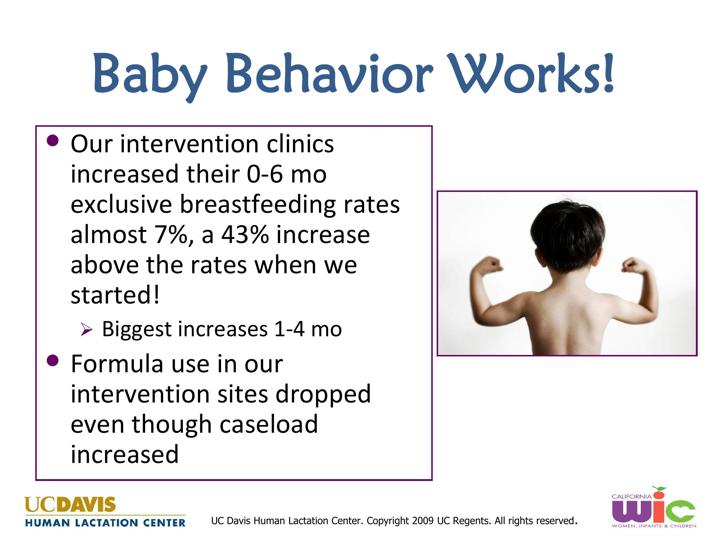 Baby Behavior Works!
Our intervention clinics
increased their 0-6 mo
exclusive breastfeeding rates
almost 7%, a 43% increase
above the rates when we
started!
Biggest increases 1-4 mo
Formula use in our
intervention sites dropped
even though caseload
increased
UCDAVIS
HUMAN LACTATION CENTER
UC Davis Human Lactation Center. Copyright 2009 UC Regents. All rights reserved.
CALIFORNIA
wic
WOMEN, INFANTS & CHILDREN